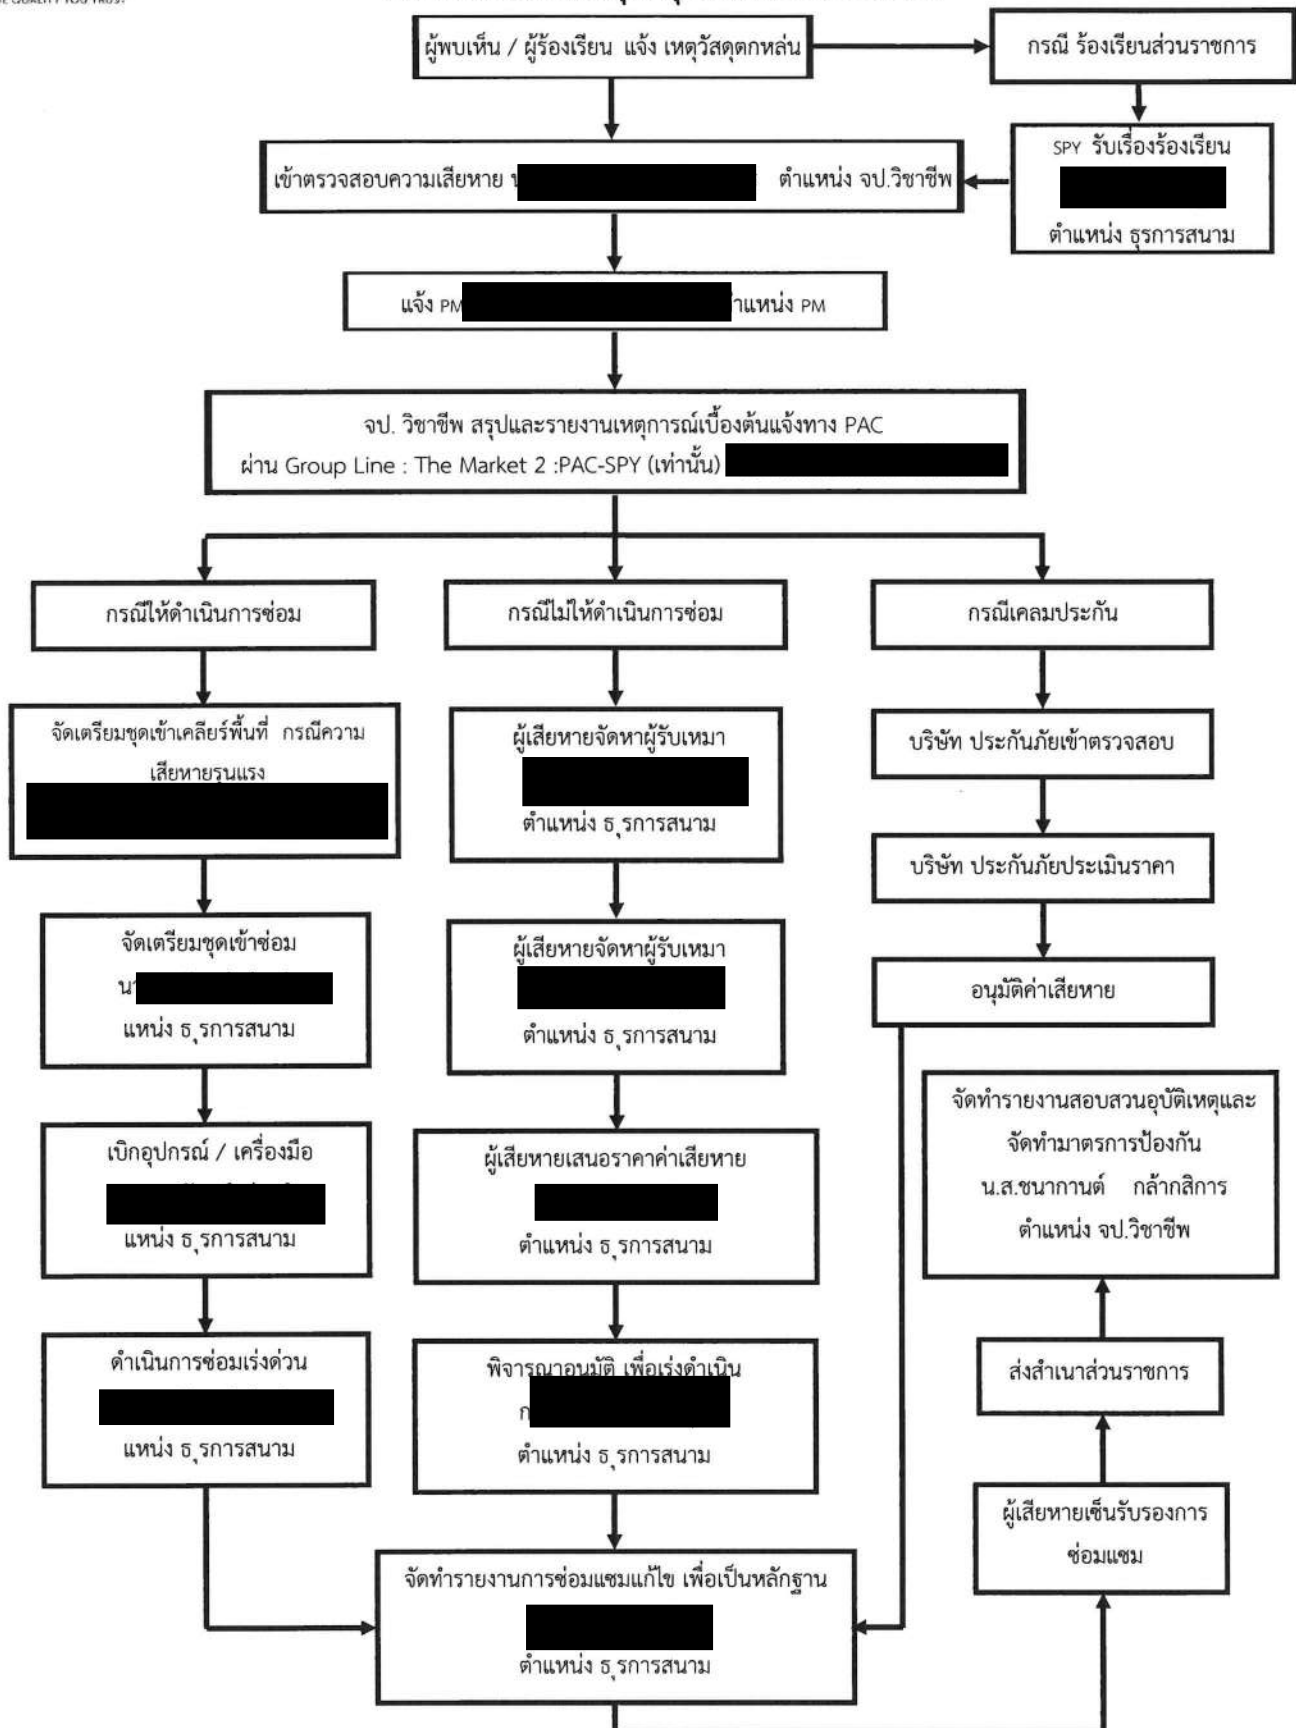 ผู้พบเห็น / ผู้ร้องเรียน แจ้ง เหตุวัสดุตกหล่น
กรณี ร้องเรียนส่วนราชการ
SPY รับเรื่องร้องเรียน
ตำแหน่ง ธุรการสนาม
เข้าตรวจสอบความเสียหาย
ตำแหน่ง จป.วิชาชีพ
แจ้ง PM
ตำแหน่ง PM
จป. วิชาชีพ สรุปและรายงานเหตุการณ์เบื้องต้นแจ้งทาง PAC
ผ่าน Group Line : The Market 2 :PAC-SPY (เท่านั้น)
กรณีให้ดำเนินการซ่อม
กรณีไม่ให้ดำเนินการซ่อม
กรณีเคลมประกัน
จัดเตรียมชุดเข้าเคลียร์พื้นที่ กรณีความ
เสียหายรุนแรง
ผู้เสียหายจัดหาผู้รับเหมา
ตำแหน่ง ธุรการสนาม
บริษัท ประกันภัยเข้าตรวจสอบ
บริษัท ประกันภัยประเมินราคา
จัดเตรียมชุดเข้าซ่อม
แหน่ง ธุรการสนาม
ผู้เสียหายจัดหาผู้รับเหมา
ตำแหน่ง ธุรการสนาม
อนุมัติค่าเสียหาย
เบิกอุปกรณ์ / เครื่องมือ
แหน่ง ธุรการสนาม
ผู้เสียหายเสนอราคาค่าเสียหาย
ตำแหน่ง ธุรการสนาม
จัดทำรายงานสอบสวนอุบัติเหตุและ
จัดทำมาตรการป้องกัน
น.ส.ชนากานต์ กล้ากสิการ
ตำแหน่ง จป.วิชาชีพ
ดำเนินการซ่อมเร่งด่วน
แหน่ง ธุรการสนาม
พิจารณาอนุมัติ เพื่อเร่งดำเนิน
ตำแหน่ง ธุรการสนาม
ส่งสำเนาส่วนราชการ
ผู้เสียหายเซ็นรับรองการ
ซ่อมแซม
จัดทำรายงานการซ่อมแซมแก้ไข เพื่อเป็นหลักฐาน
ตำแหน่ง ธุรการสนาม